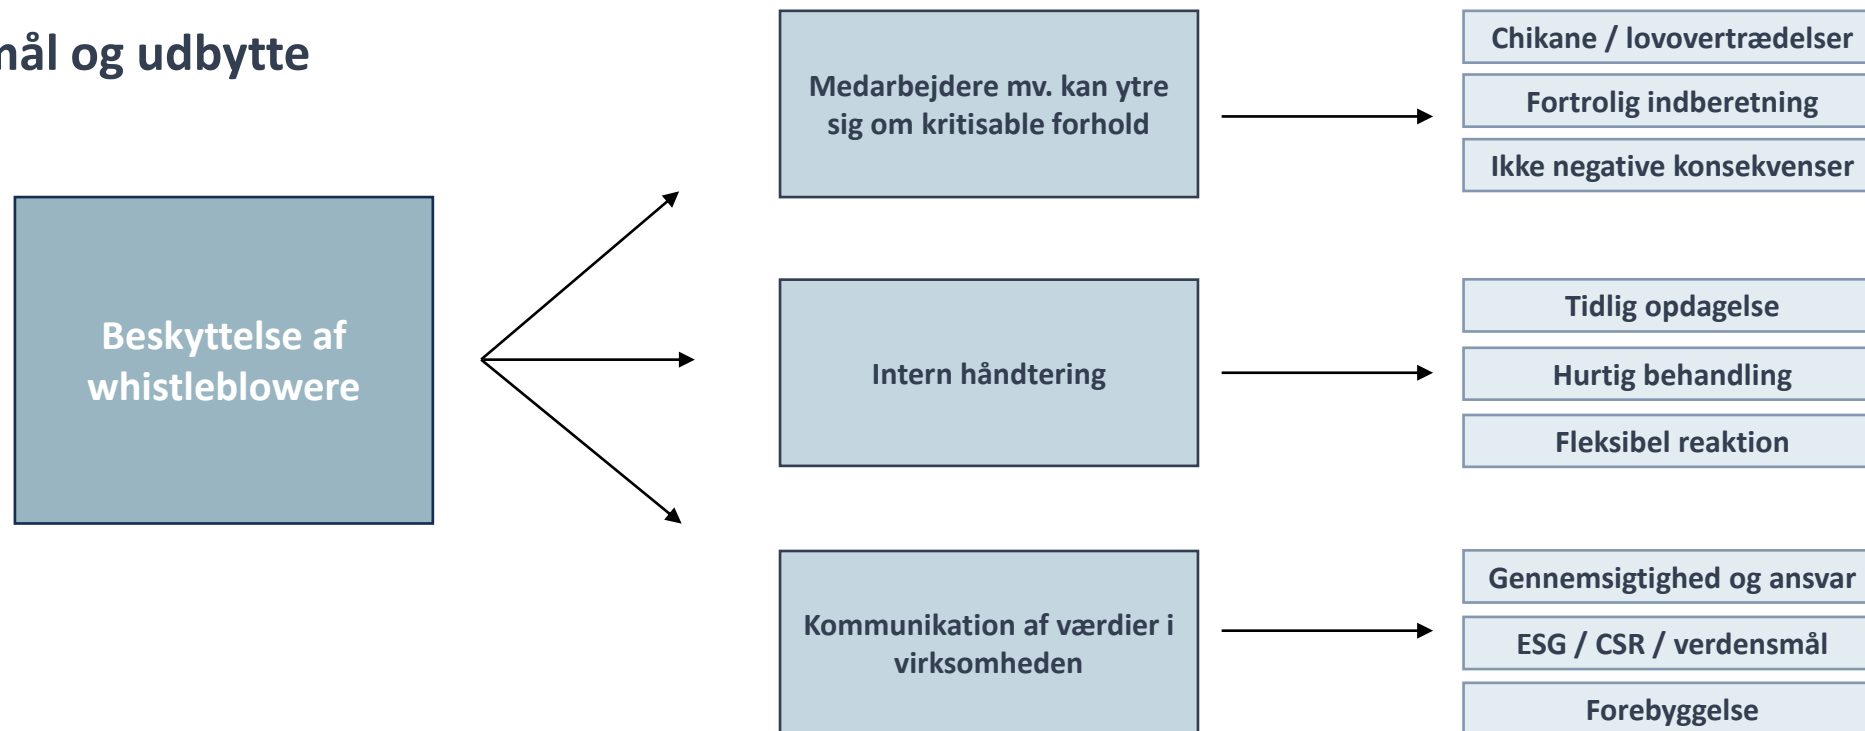 mål og udbytte
Beskyttelse af
whistleblowere
Medarbejdere mv. kan ytre
sig om kritisable forhold
Chikane / lovovertrædelser
Fortrolig indberetning
Ikke negative konsekvenser
Intern håndtering
Tidlig opdagelse
Hurtig behandling
Fleksibel reaktion
Kommunikation af værdier i
virksomheden
Gennemsigtighed og ansvar
ESG / CSR / verdensmål
Forebyggelse